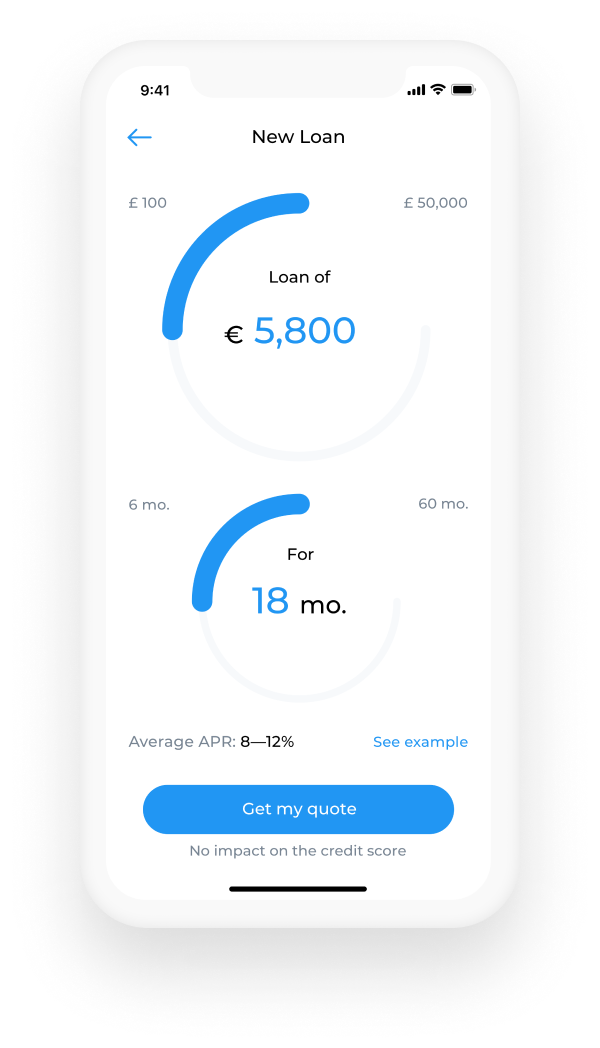 9:41
New Loan
£ 100
£ 50,000
Loan of
€ 5,800
6 mo.
60 mo.
For
18 mo.
Average APR: 8—12%
See example
Get my quote
No impact on the credit score